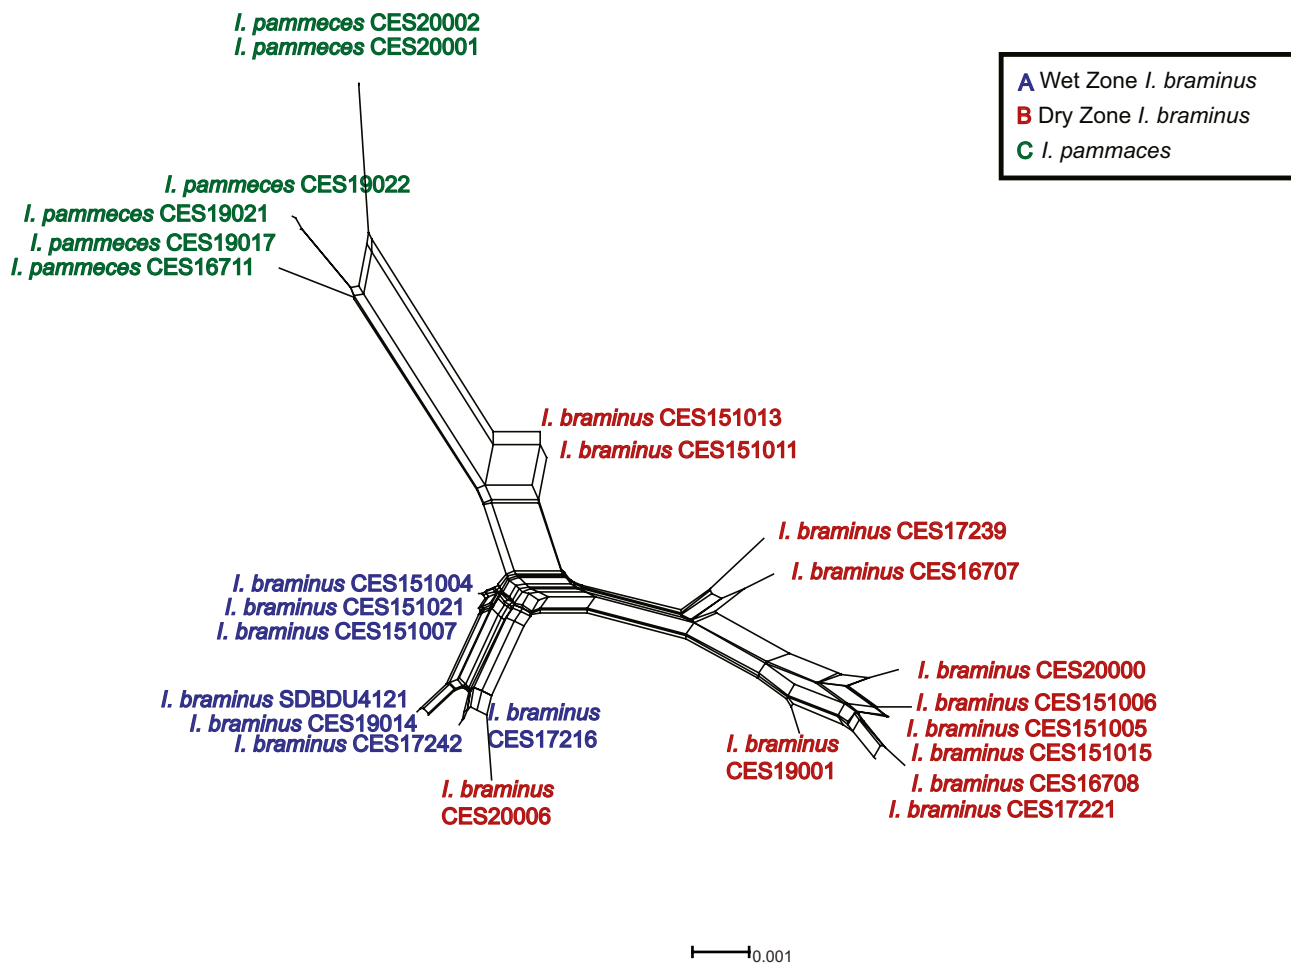 I. pammeces CES20002
I. pammeces CES20001
A Wet Zone I. braminus
B Dry Zone I. braminus
C I. pammaces
I. pammeces CES19022
I. pammeces CES19021
I. pammeces CES19017
I. pammeces CES16711
I. braminus CES151013
I. braminus CES151011
I. braminus CES17239
I. braminus CES16707
I. braminus CES151004
I. braminus CES151021
I. braminus CES151007
I. braminus SDBDU4121
I. braminus CES19014
I. braminus CES17242
I. braminus
CES17216
I. braminus
CES20006
I. braminus
CES19001
I. braminus CES20000
I. braminus CES151006
I. braminus CES151005
I. braminus CES151015
I. braminus CES16708
I. braminus CES17221
0.001